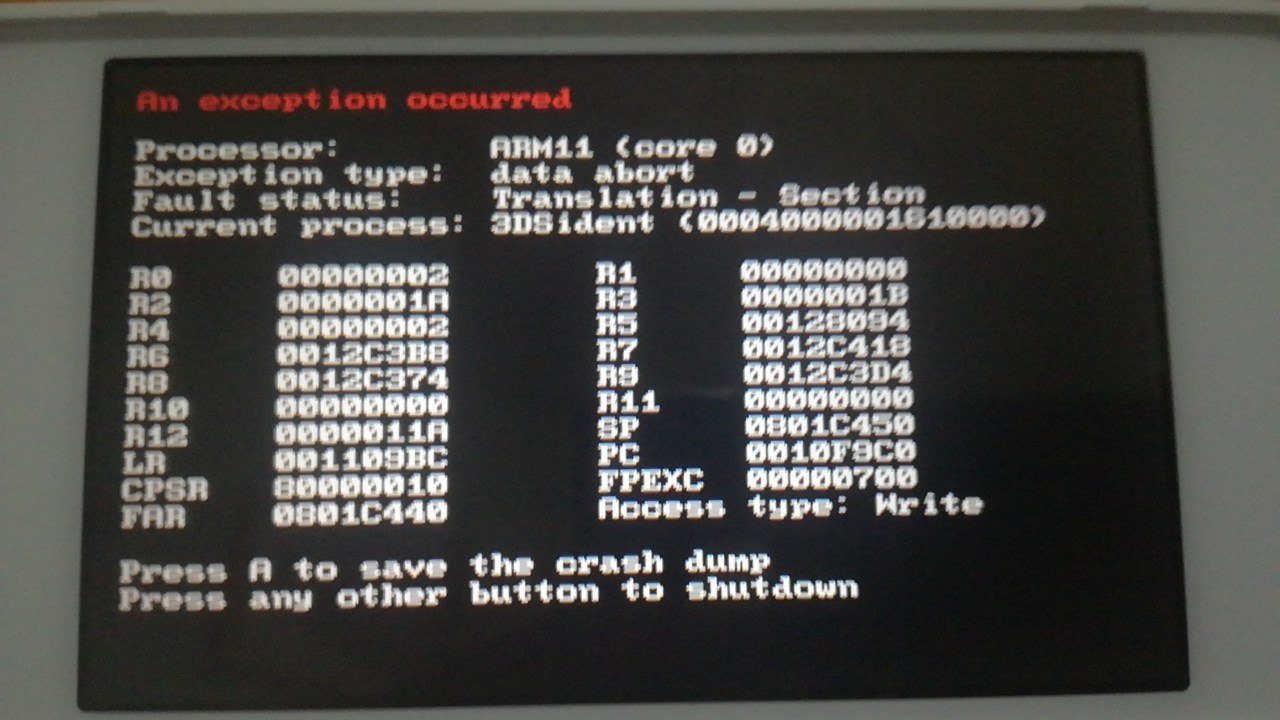 An exception occurred
Processor: ARM11 (core 0)
Exception type: data abort
Fault status: Translation - Section
Current process: 3DSident (0004000001610000)
R0 00000002 R1 00000000
R2 0000001A R3 0000001B
R4 00000002 R5 00128094
R6 0012C3B8 R7 0012C418
R8 0012C374 R9 0012C3D4
R10 00000000 R11 00000000
R12 0000011A SP 0801C450
LR 001109BC PC 0010F9C0
CPSR 80000010 FPEXC 00000700
FAR 0801C440 Access type: Write
Press A to save the crash dump
Press any other button to shutdown